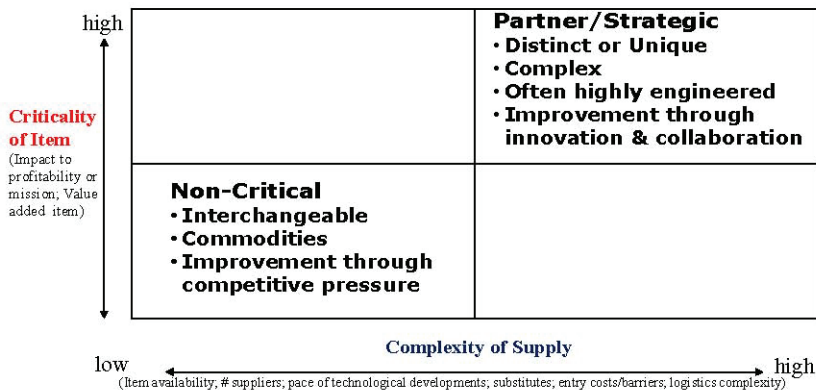 high
Partner/Strategic
• Distinct or Unique
• Complex
• Often highly engineered
• Improvement through
innovation & collaboration
Criticality
of Item
(Impact to
profitability or
mission; Value
added item)
Non-Critical
• Interchangeable
• Commodities
• Improvement through
competitive pressure
Complexity of Supply
low
high
(Item availability; # suppliers; pace of technological developments; substitutes; entry costs/barriers; logistics complexity)